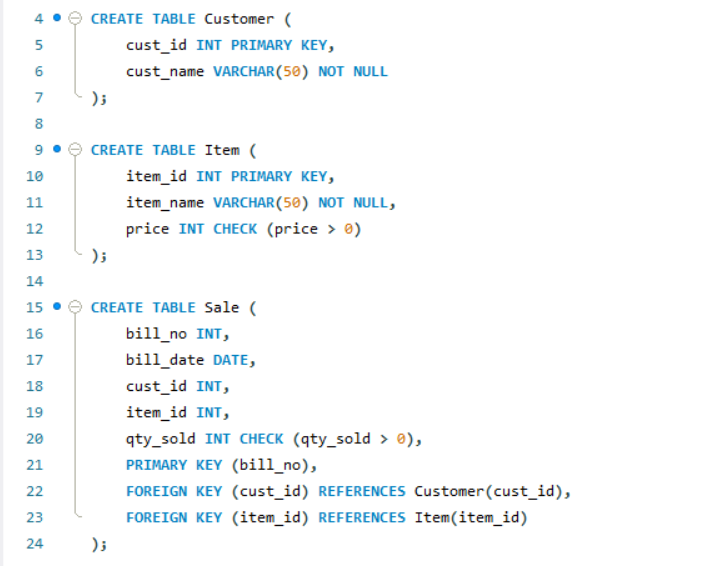 4 CREATE TABLE Customer (
5 cust_id INT PRIMARY KEY,
6 cust_name VARCHAR(50) NOT NULL
7 );
8
9 CREATE TABLE Item (
10 item_id INT PRIMARY KEY,
11 item_name VARCHAR(50) NOT NULL,
12 price INT CHECK (price > 0)
13 );
14
15 CREATE TABLE Sale (
16 bill_no INT,
17 bill_date DATE,
18 cust_id INT,
19 item_id INT,
20 qty_sold INT CHECK (qty_sold > 0),
21 PRIMARY KEY (bill_no),
22 FOREIGN KEY (cust_id) REFERENCES Customer(cust_id),
23 FOREIGN KEY (item_id) REFERENCES Item(item_id)
24 );